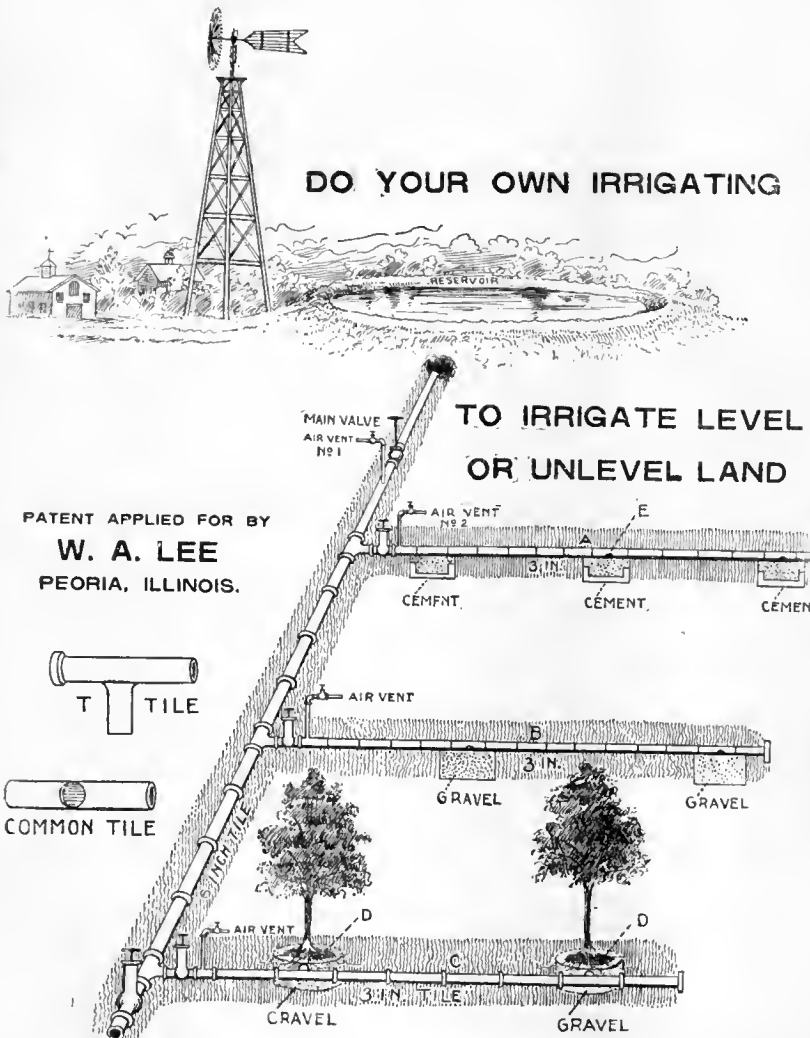 DO YOUR OWN IRRIGATING
RESERVOIR
MAIN VALVE
AIR VENT
No 1
TO IRRIGATE LEVEL
OR UNLEVEL LAND
AIR VENT
No 2
E
A
3 IN.
CEMENT
CEMENT.
CEMEN
PATENT APPLIED FOR BY
W. A. LEE
PEORIA, ILLINOIS.
T TILE
AIR VENT
B
3 IN.
GRAVEL
GRAVEL
COMMON TILE
INCH TILE
D
D
AIR VENT
C
3 IN TILE
GRAVEL
GRAVEL